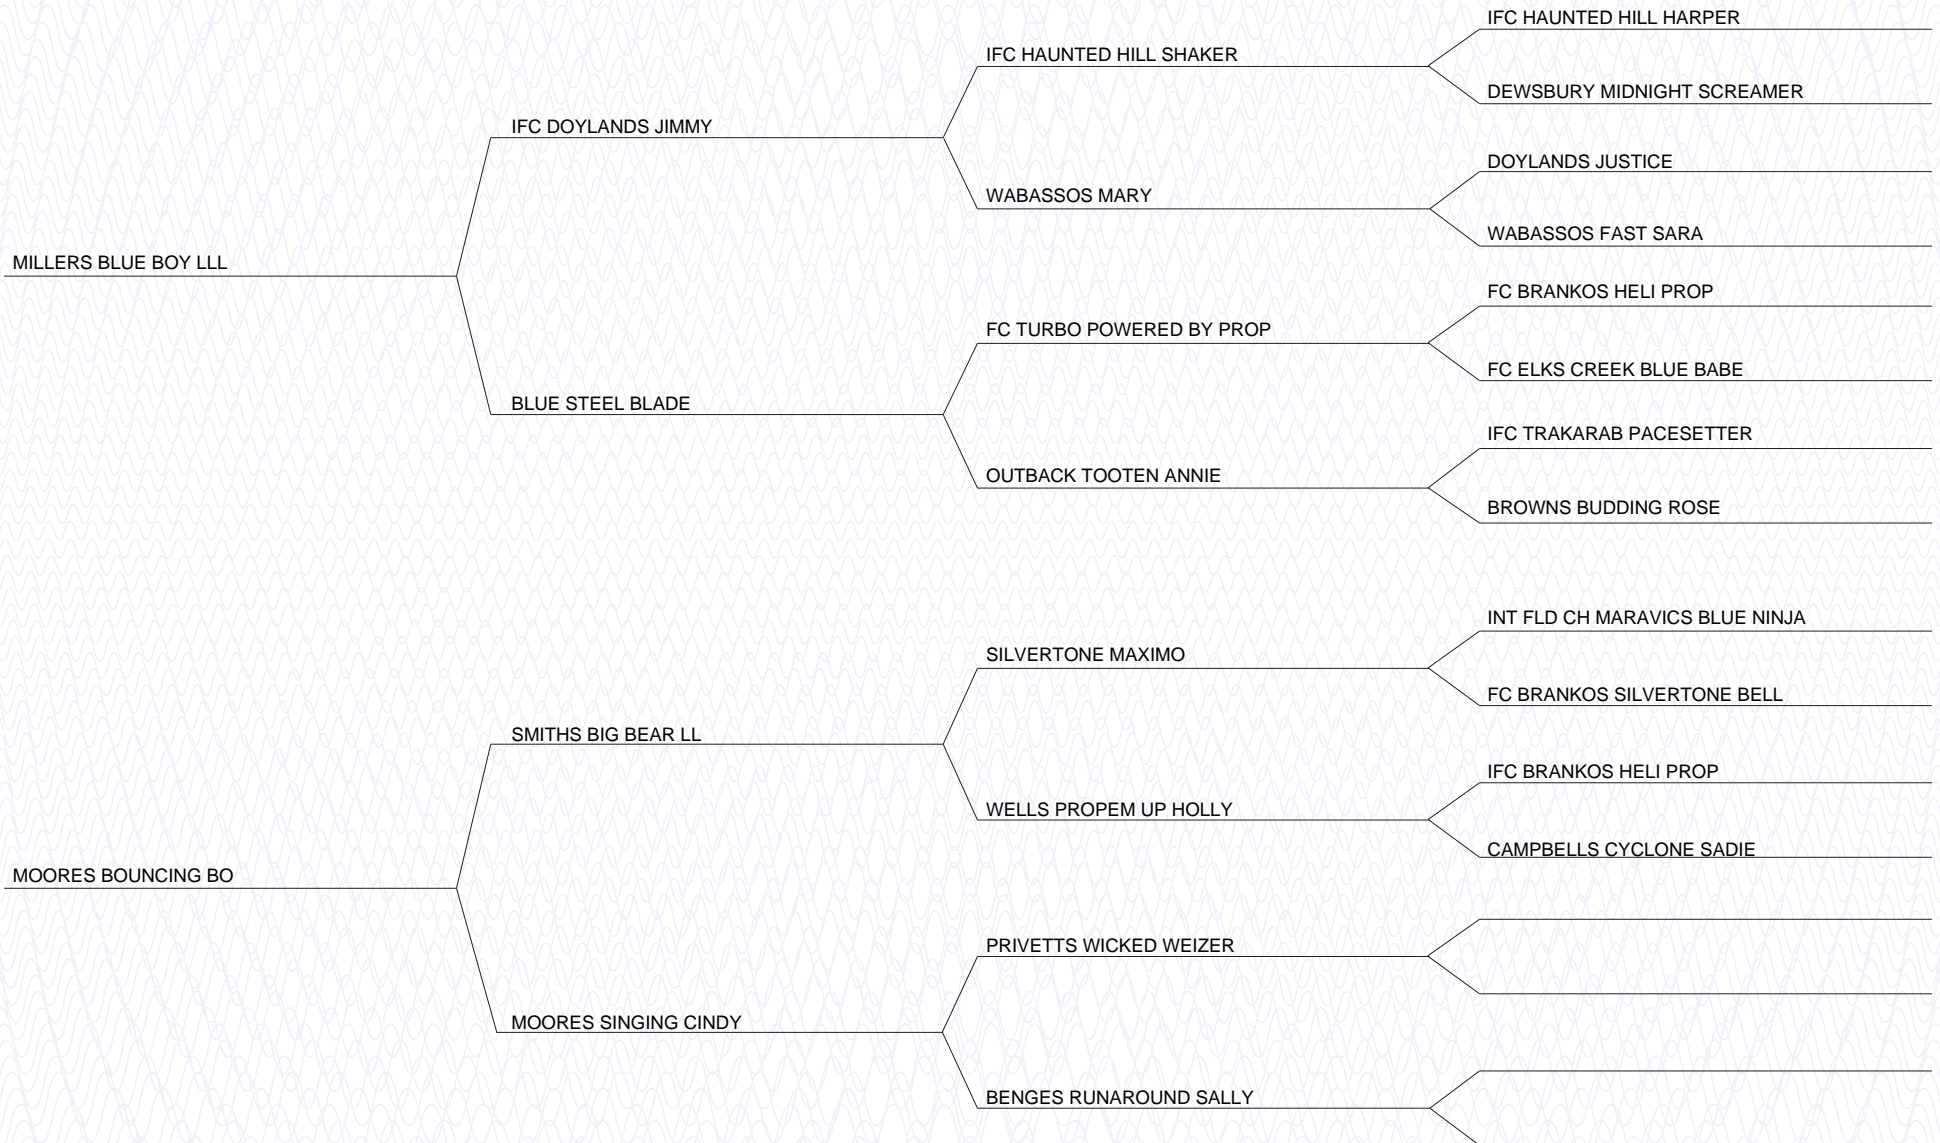 IFC HAUNTED HILL HARPER
IFC HAUNTED HILL SHAKER
DEWSBURY MIDNIGHT SCREAMER
IFC DOYLANDS JIMMY
DOYLANDS JUSTICE
WABASSOS MARY
WABASSOS FAST SARA
MILLERS BLUE BOY LLL
FC BRANKOS HELI PROP
FC TURBO POWERED BY PROP
FC ELKS CREEK BLUE BABE
BLUE STEEL BLADE
IFC TRAKARAB PACESETTER
OUTBACK TOOTEN ANNIE
BROWNS BUDDING ROSE
INT FLD CH MARAVICS BLUE NINJA
SILVERTONE MAXIMO
FC BRANKOS SILVERTONE BELL
SMITHS BIG BEAR LL
IFC BRANKOS HELI PROP
WELLS PROPEM UP HOLLY
CAMPBELLS CYCLONE SADIE
MOORES BOUNCING BO
PRIVETTS WICKED WEIZER
MOORES SINGING CINDY
BENGES RUNAROUND SALLY